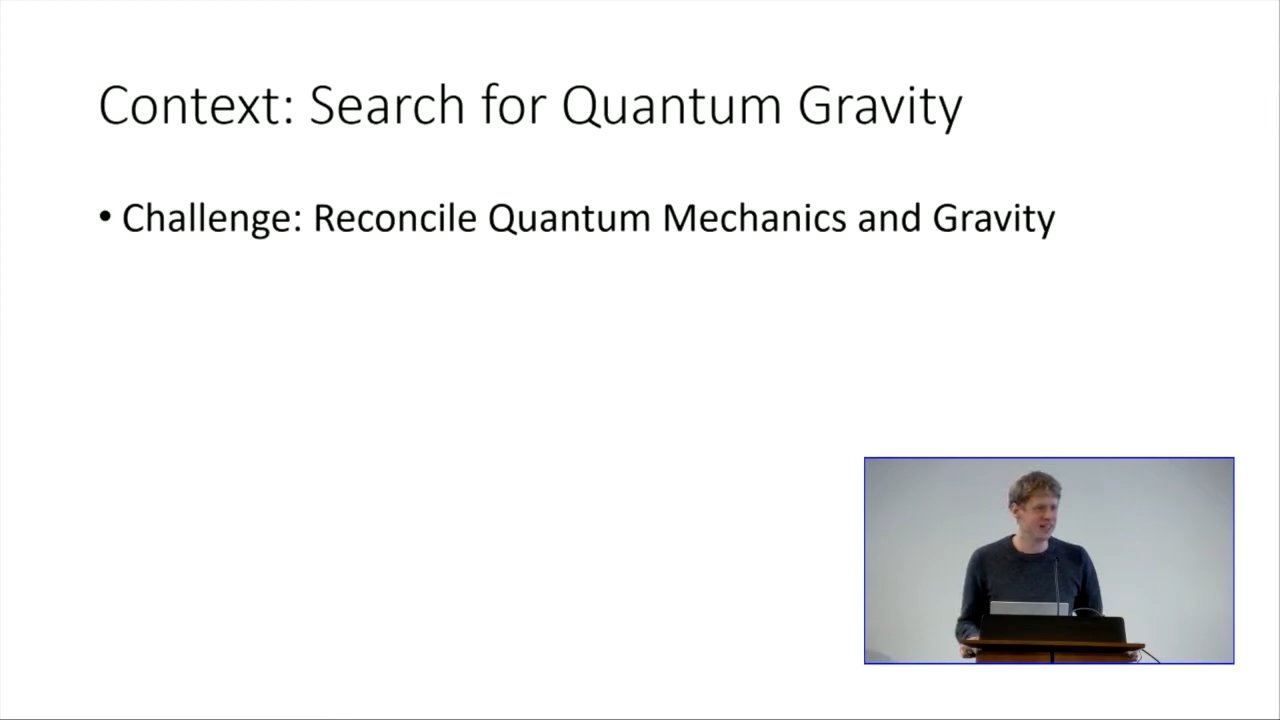 Context: Search for Quantum Gravity
• Challenge: Reconcile Quantum Mechanics and Gravity